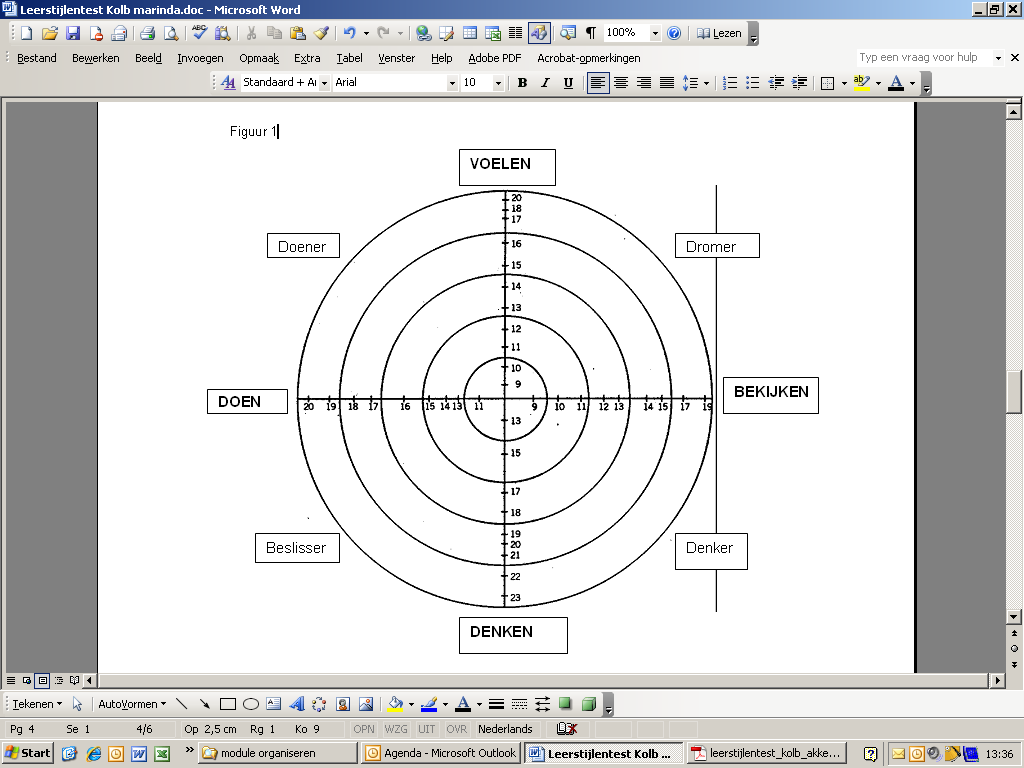 Leerstijlentest Kolb marinda.doc - Microsoft Word
100% Lezen
Bestand Bewerken Beeld Invoegen Opmaak Extra Tabel Venster Help Adobe PDF Acrobat-opmerkingen Typ een vraag voor hulp
Standaard + Ar Arial 10 B I U
Figuur 1
VOELEN
20
18
17
Doener Dromer
16
15
14
13
12
11
10
9
DOEN BEKIJKEN
20 19 18 17 16 15 14 13 11 9 10 11 12 13 14 15 17 19
13
15
17
18
19
20
21
Beslisser Denker
22
23
DENKEN
Tekenen AutoVormen
Pg 4 Se 1 4/6 Op 2,5 cm Rg 1 Ko 9 OPN WZG UIT OVR Nederlands
Start module organiseren Agenda - Microsoft Outlook Leerstijlentest Kolb ... leerstijlentest_kolb_akke... 13:36